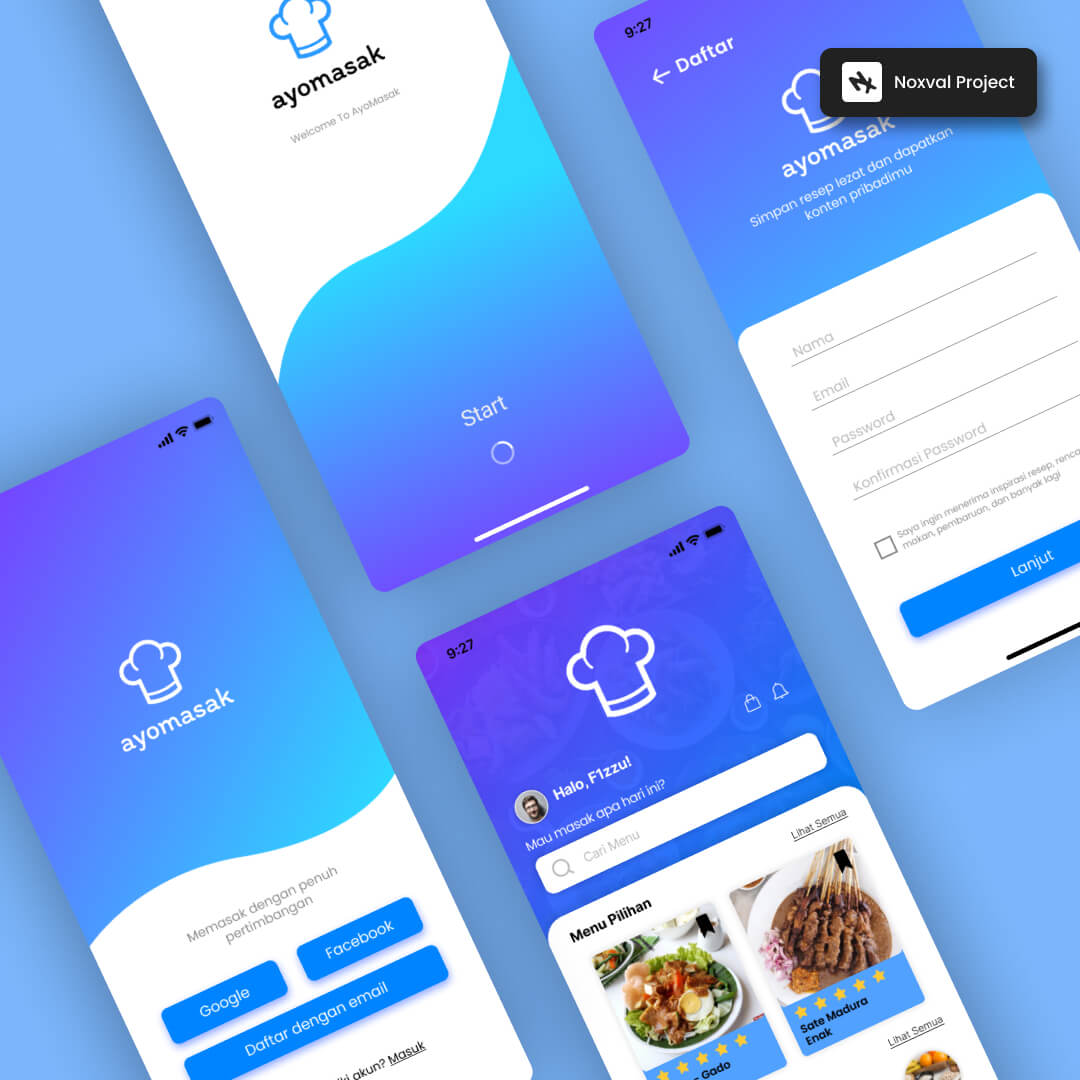 ayomasak
Welcome To AyoMasak
Start
9:27
Daftar
ayomasak
Simpan resep lezat dan dapatkan
konten pribadimu
Nama
Email
Password
Konfirmasi Password
Saya ingin menerima inspirasi resep,
makan, pembaruan, dan banyak lagi
Lanjut
Noxval Project
ayomasak
Memasak dengan penuh
pertimbangan
Google
Facebook
Daftar dengan email
akun? Masuk
9:27
Halo, F1zzu!
Mau masak apa hari ini?
Cari Menu
Menu Pilihan
Lihat Semua
Gado
Sate Madura
Enak
Lihat Semua